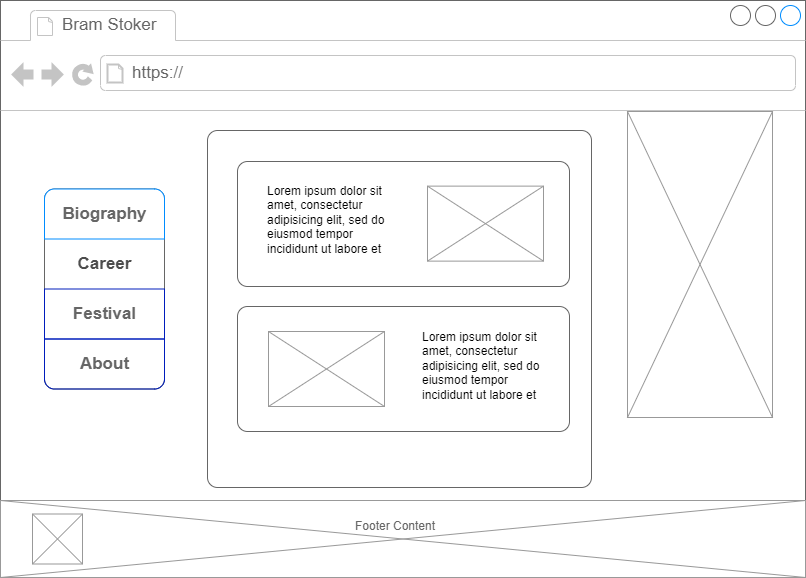 Bram Stoker
https://
Biography
Career
Festival
About
Lorem ipsum dolor sit
amet, consectetur
adipisicing elit, sed do
eiusmod tempor
incididunt ut labore et
Lorem ipsum dolor sit
amet, consectetur
adipisicing elit, sed do
eiusmod tempor
incididunt ut labore et
Footer Content